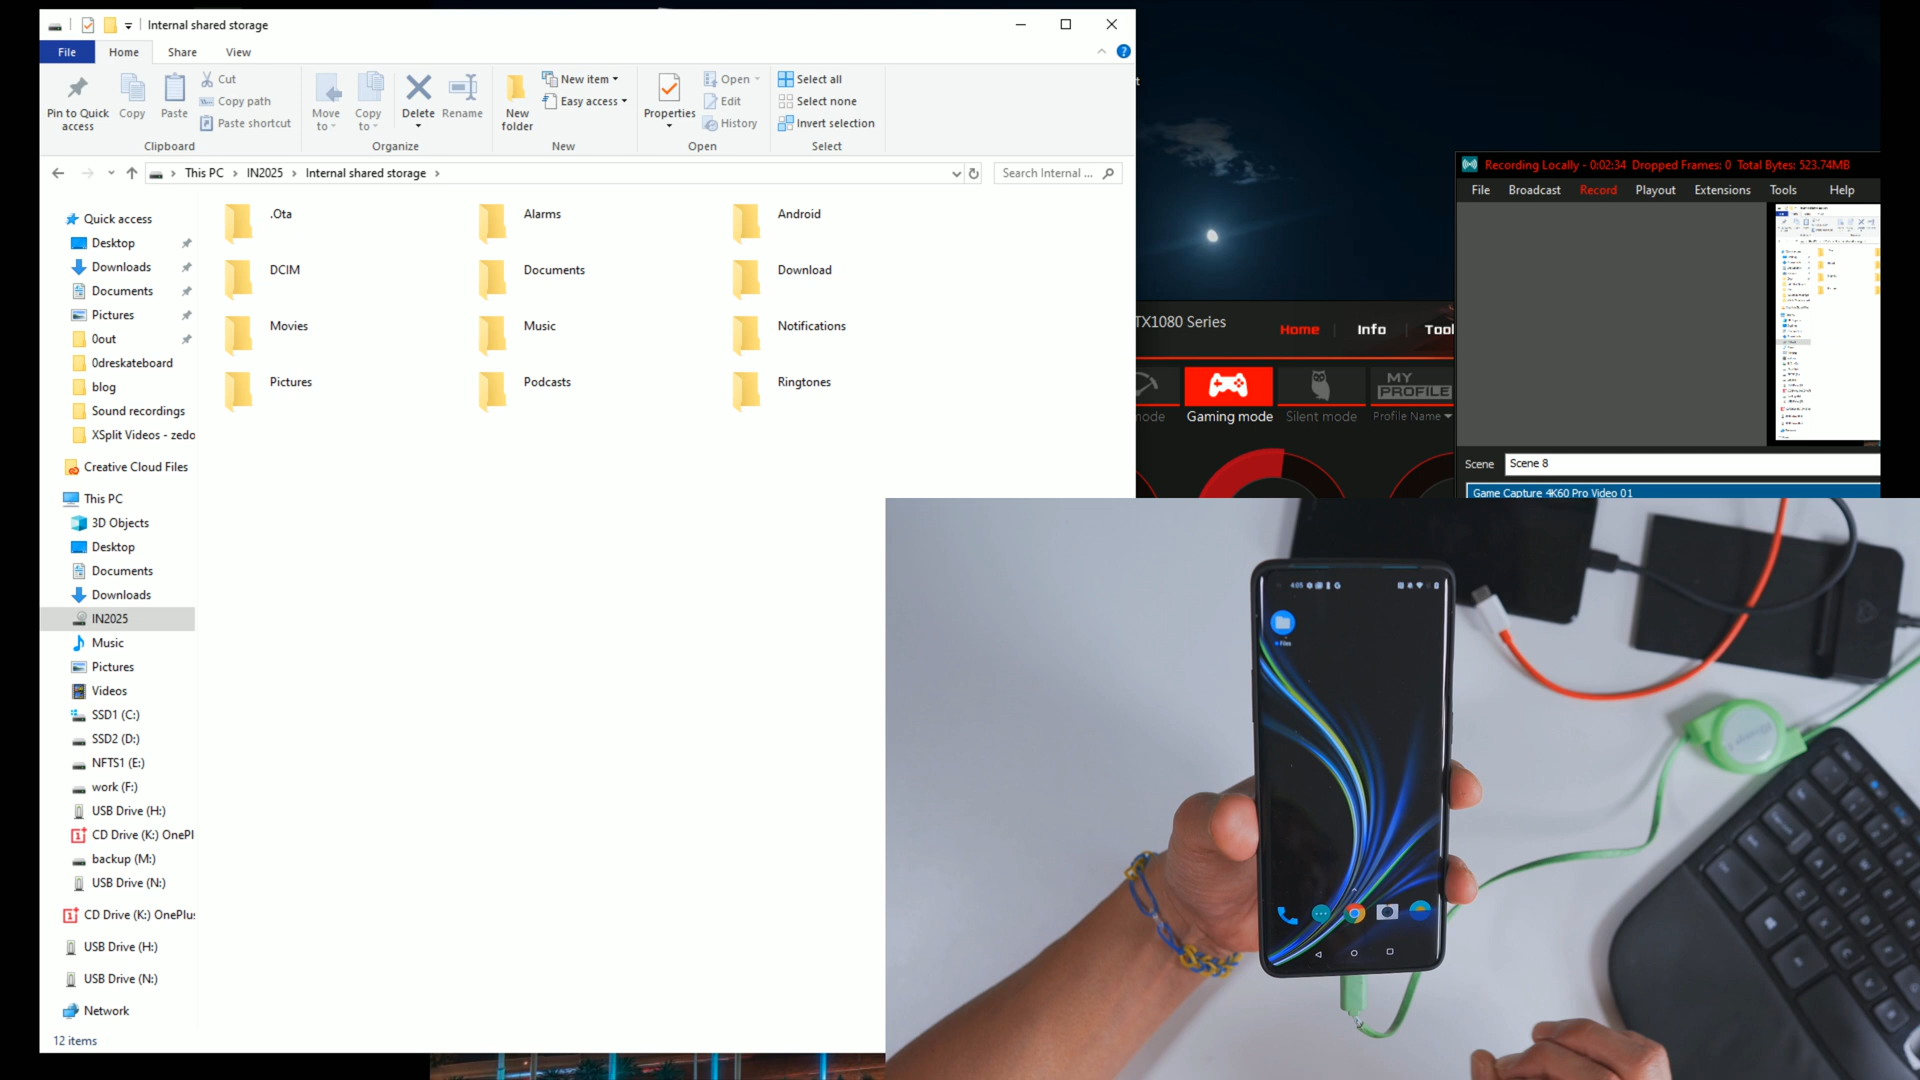 Internal shared storage
File Home Share View
Pin to Quick access
Copy
Paste
Cut
Copy path
Paste shortcut
Clipboard
Move to
Copy to
Delete
Rename
Organize
New folder
New item
Easy access
New
Properties
Open
Edit
History
Open
Select all
Select none
Invert selection
Select
This PC > IN2025 > Internal shared storage >
Search Internal ...
Quick access
Desktop
Downloads
Documents
Pictures
0out
0dreskateboard
blog
Sound recordings
XSplit Videos - zedo
Creative Cloud Files
This PC
3D Objects
Desktop
Documents
Downloads
IN2025
Music
Pictures
Videos
SSD1 (C:)
SSD2 (D:)
NFTS1 (E:)
work (F:)
USB Drive (H:)
CD Drive (K:) OnePl
backup (M:)
USB Drive (N:)
CD Drive (K:) OnePlus
USB Drive (H:)
USB Drive (N:)
Network
12 items
.Ota Alarms Android
DCIM Documents Download
Movies Music Notifications
Pictures Podcasts Ringtones
t
TX1080 Series
Home Info Tool
MY PROFILE
ode Gaming mode Silent mode Profile Name
Recording Locally - 0:02:34 Dropped Frames: 0 Total Bytes: 523.74MB
File Broadcast Record Playout Extensions Tools Help
Scene Scene 8
Game Capture 4K60 Pro Video 01
4:05
Files